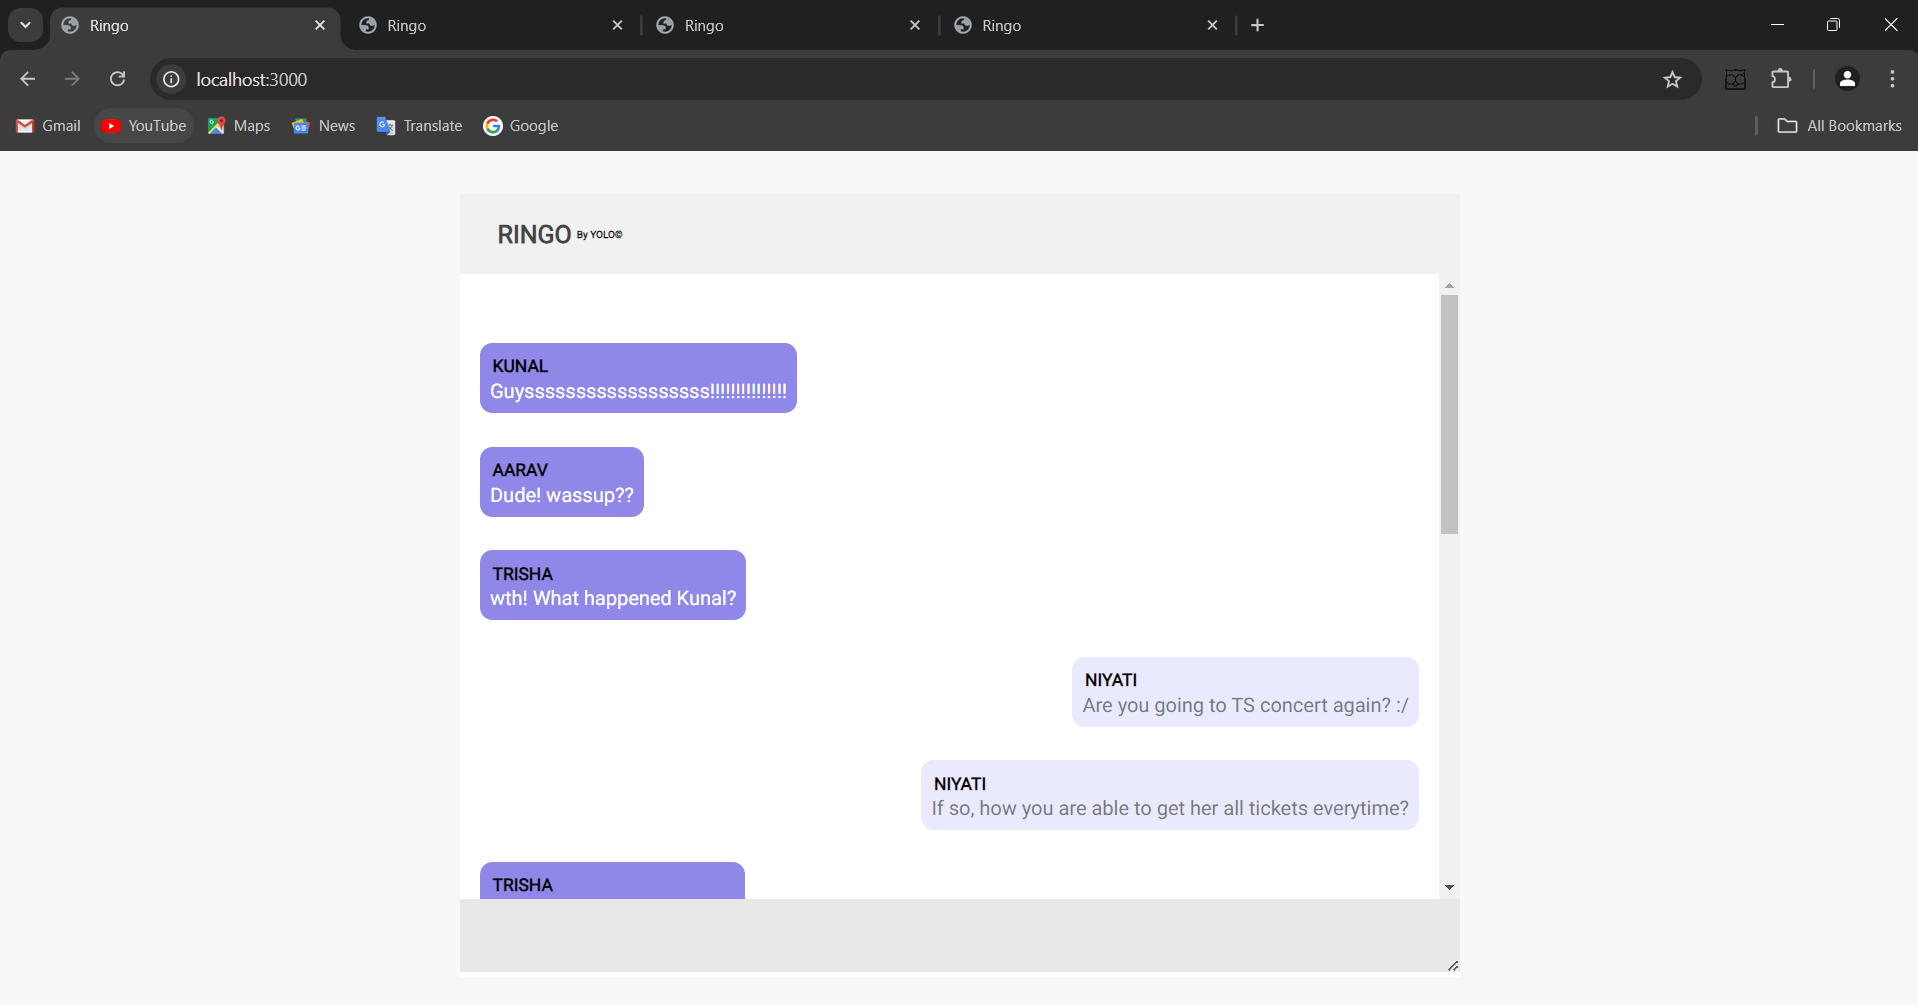 Ringo
Ringo
Ringo
Ringo
localhost:3000
Gmail
YouTube
Maps
News
Translate
Google
All Bookmarks
RINGO By YOLO©
KUNAL
Guyssssssssssssssssss!!!!!!!!!!!!!!!
AARAV
Dude! wassup??
TRISHA
wth! What happened Kunal?
NIYATI
Are you going to TS concert again? :/
NIYATI
If so, how you are able to get her all tickets everytime?
TRISHA